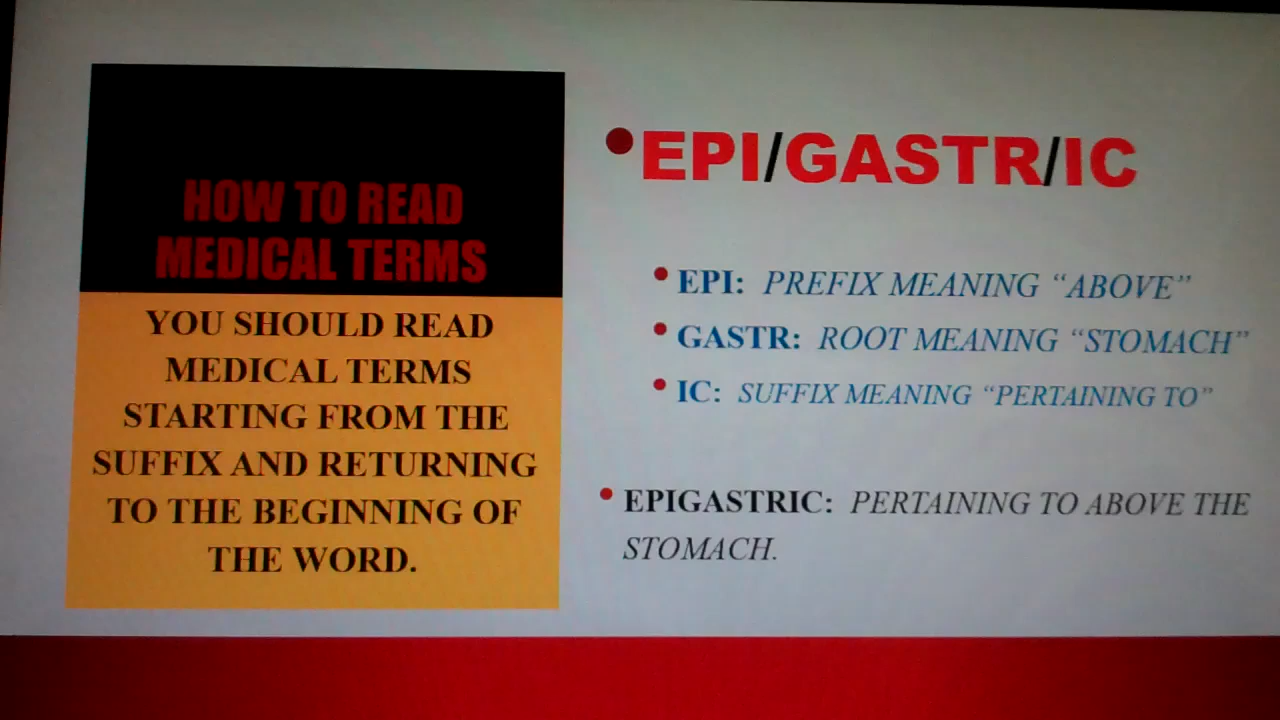 HOW TO READ
MEDICAL TERMS
YOU SHOULD READ
MEDICAL TERMS
STARTING FROM THE
SUFFIX AND RETURNING
TO THE BEGINNING OF
THE WORD.
•EPI/GASTR/IC
• EPI: PREFIX MEANING “ABOVE”
• GASTR: ROOT MEANING “STOMACH”
• IC: SUFFIX MEANING “PERTAINING TO”
• EPIGASTRIC: PERTAINING TO ABOVE THE
STOMACH.